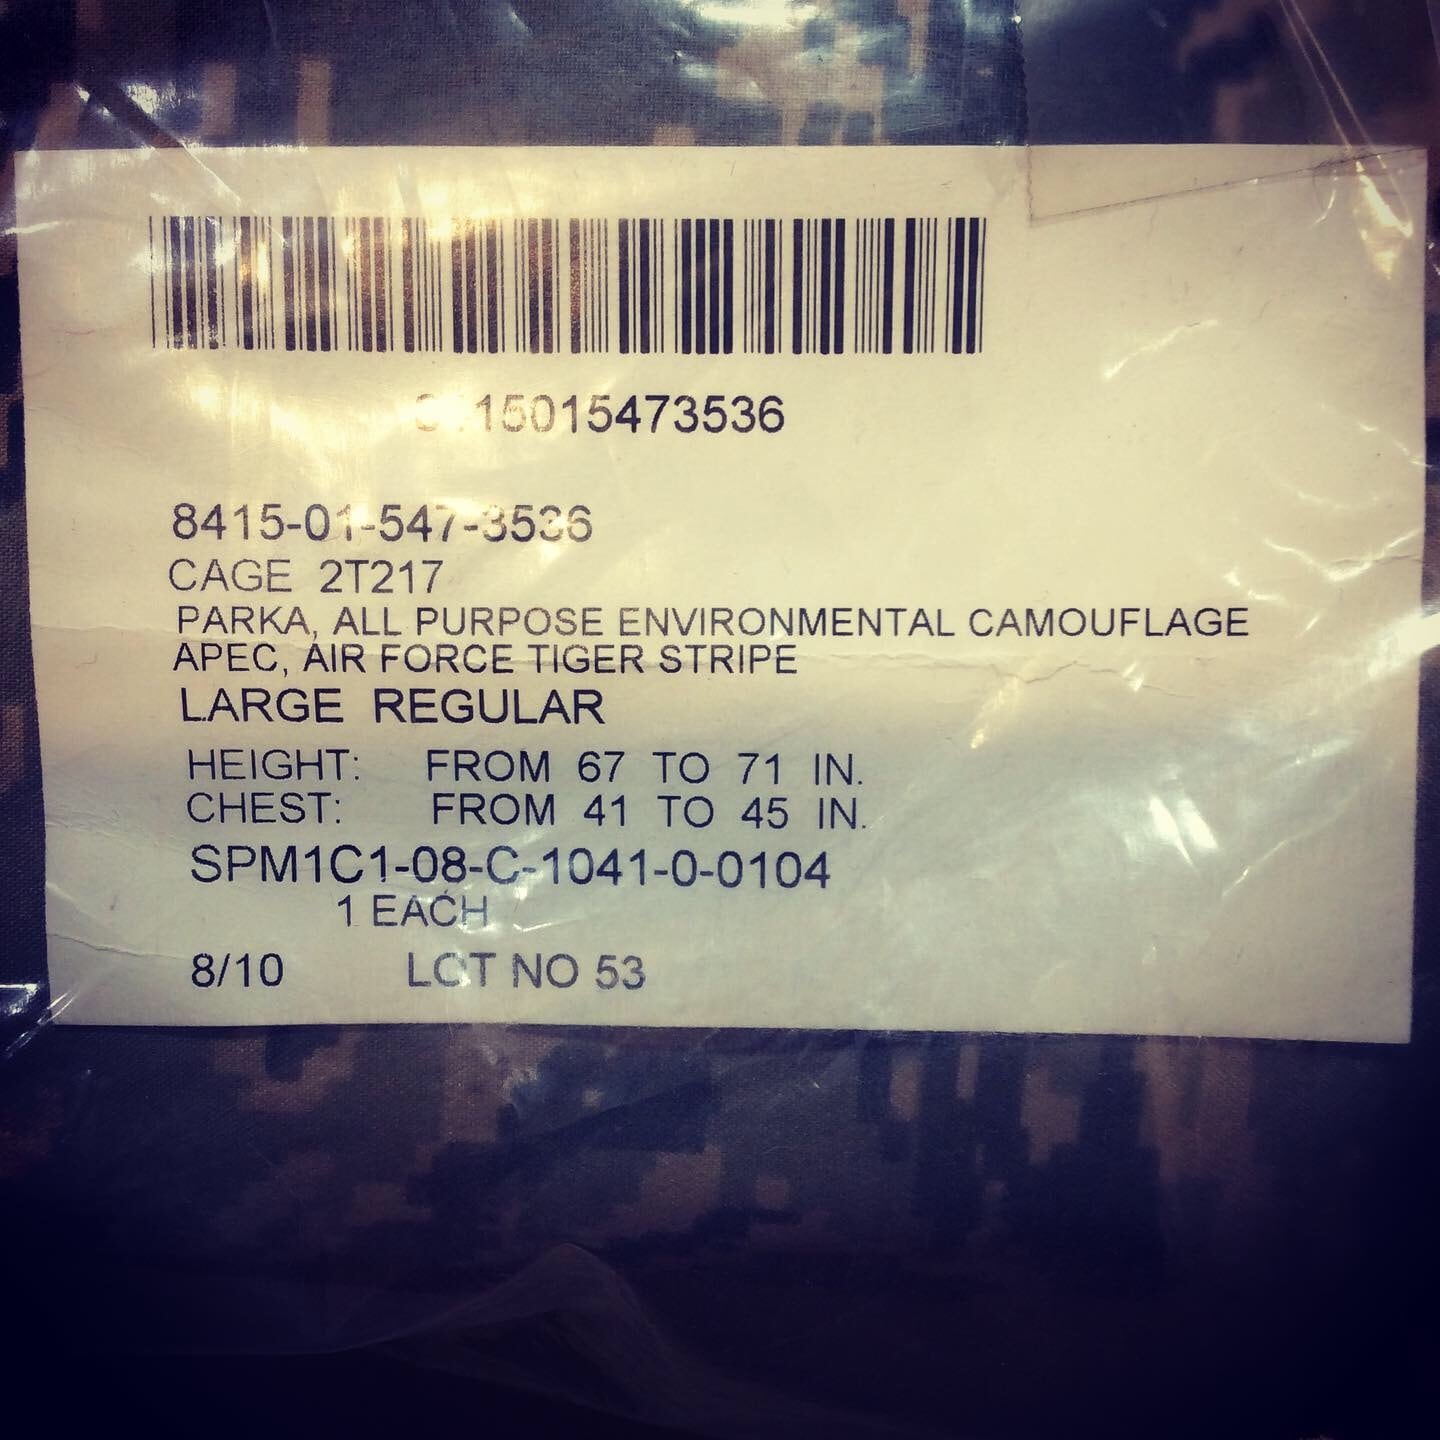 8415015473536
8415-01-547-3536
CAGE 2T217
PARKA, ALL PURPOSE ENVIRONMENTAL CAMOUFLAGE
APEC, AIR FORCE TIGER STRIPE
LARGE REGULAR
HEIGHT: FROM 67 TO 71 IN.
CHEST: FROM 41 TO 45 IN.
SPM1C1-08-C-1041-0-0104
1 EACH
8/10 LOT NO 53